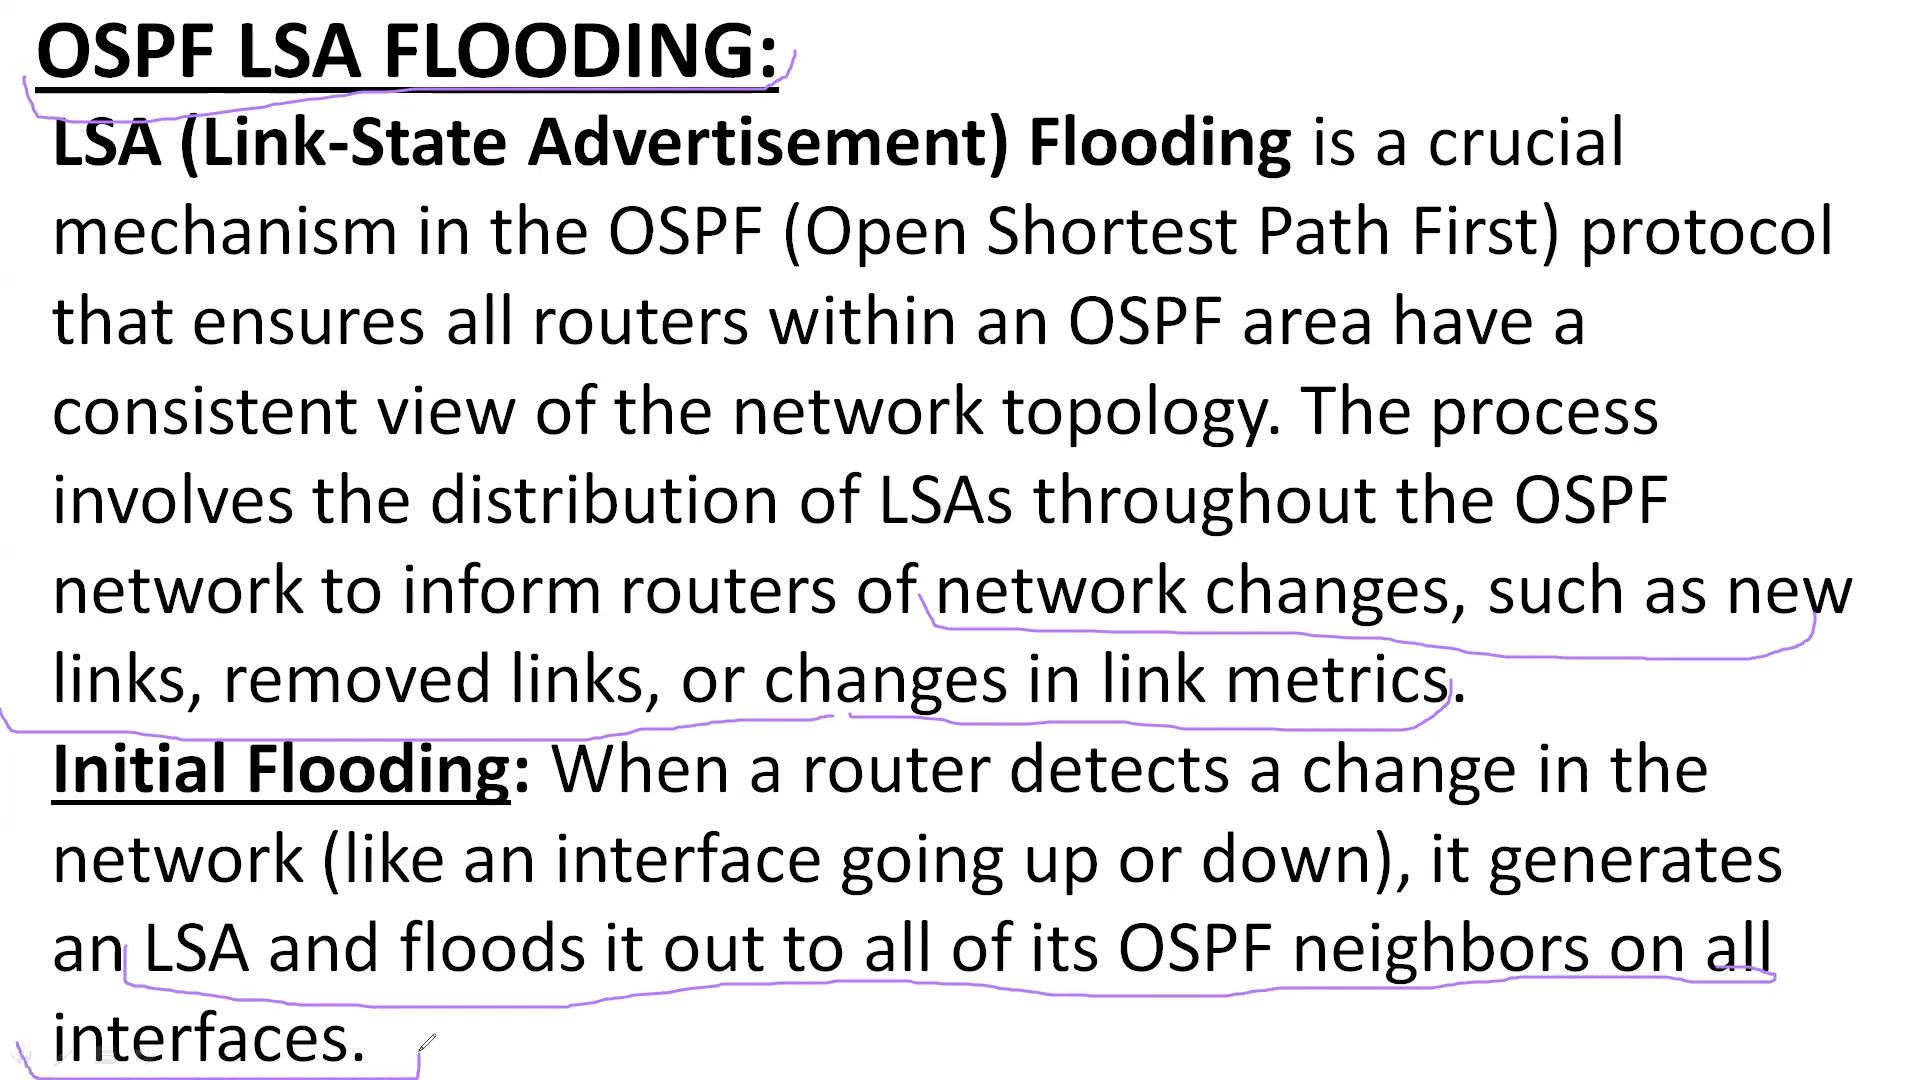 OSPF LSA FLOODING:
LSA (Link-State Advertisement) Flooding is a crucial
mechanism in the OSPF (Open Shortest Path First) protocol
that ensures all routers within an OSPF area have a
consistent view of the network topology. The process
involves the distribution of LSAs throughout the OSPF
network to inform routers of network changes, such as new
links, removed links, or changes in link metrics.
Initial Flooding: When a router detects a change in the
network (like an interface going up or down), it generates
an LSA and floods it out to all of its OSPF neighbors on all
interfaces.